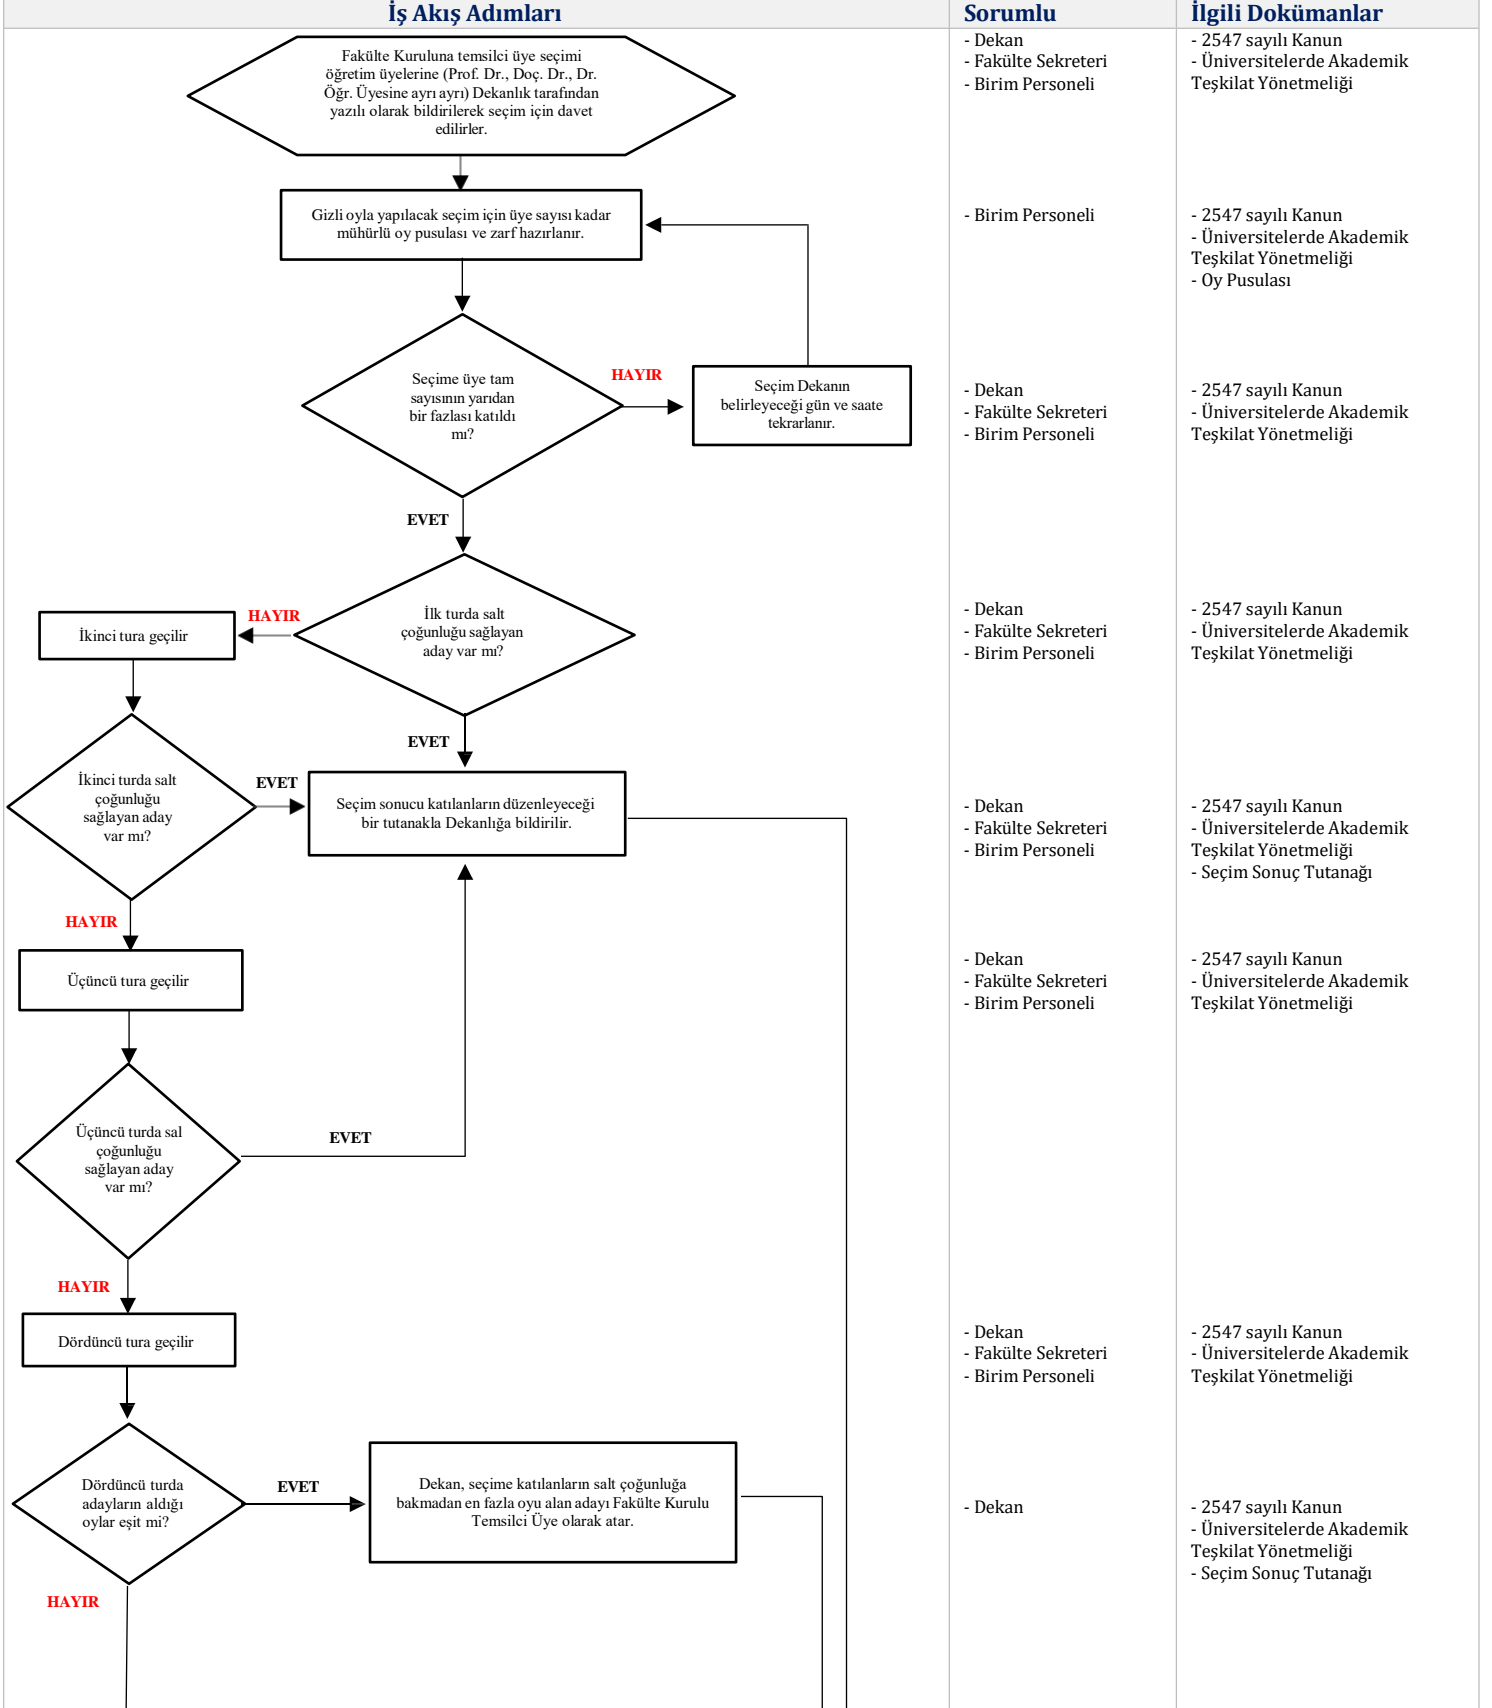 İş Akış Adımları
Sorumlu
İlgili Dokümanlar
Fakülte Kuruluna temsilci üye seçimi
öğretim üyelerine (Prof. Dr., Doç. Dr., Dr.
Öğr. Üyesine ayrı ayrı) Dekanlık tarafından
yazılı olarak bildirilerek seçim için davet
edilirler.
- Dekan
- Fakülte Sekreteri
- Birim Personeli
- 2547 sayılı Kanun
- Üniversitelerde Akademik
Teşkilat Yönetmeliği
Gizli oyla yapılacak seçim için üye sayısı kadar
mühürlü oy pusulası ve zarf hazırlanır.
- Birim Personeli
- 2547 sayılı Kanun
- Üniversitelerde Akademik
Teşkilat Yönetmeliği
- Oy Pusulası
Seçime üye tam
sayısının yarıdan
bir fazlası katıldı
mı?
HAYIR
Seçim Dekanın
belirleyeceği gün ve saate
tekrarlanır.
- Dekan
- Fakülte Sekreteri
- Birim Personeli
- 2547 sayılı Kanun
- Üniversitelerde Akademik
Teşkilat Yönetmeliği
EVET
İlk turda salt
çoğunluğu sağlayan
aday var mı?
HAYIR
İkinci tura geçilir
- Dekan
- Fakülte Sekreteri
- Birim Personeli
- 2547 sayılı Kanun
- Üniversitelerde Akademik
Teşkilat Yönetmeliği
EVET
İkinci turda salt
çoğunluğu
sağlayan aday
var mı?
EVET
Seçim sonucu katılanların düzenleyeceği
bir tutanakla Dekanlığa bildirilir.
- Dekan
- Fakülte Sekreteri
- Birim Personeli
- 2547 sayılı Kanun
- Üniversitelerde Akademik
Teşkilat Yönetmeliği
- Seçim Sonuç Tutanağı
HAYIR
Üçüncü tura geçilir
- Dekan
- Fakülte Sekreteri
- Birim Personeli
- 2547 sayılı Kanun
- Üniversitelerde Akademik
Teşkilat Yönetmeliği
Üçüncü turda sal
çoğunluğu
sağlayan aday
var mı?
EVET
HAYIR
Dördüncü tura geçilir
- Dekan
- Fakülte Sekreteri
- Birim Personeli
- 2547 sayılı Kanun
- Üniversitelerde Akademik
Teşkilat Yönetmeliği
Dördüncü turda
adayların aldığı
oylar eşit mi?
EVET
Dekan, seçime katılanların salt çoğunluğa
bakmadan en fazla oyu alan adayı Fakülte Kurulu
Temsilci Üye olarak atar.
- Dekan
- 2547 sayılı Kanun
- Üniversitelerde Akademik
Teşkilat Yönetmeliği
- Seçim Sonuç Tutanağı
HAYIR